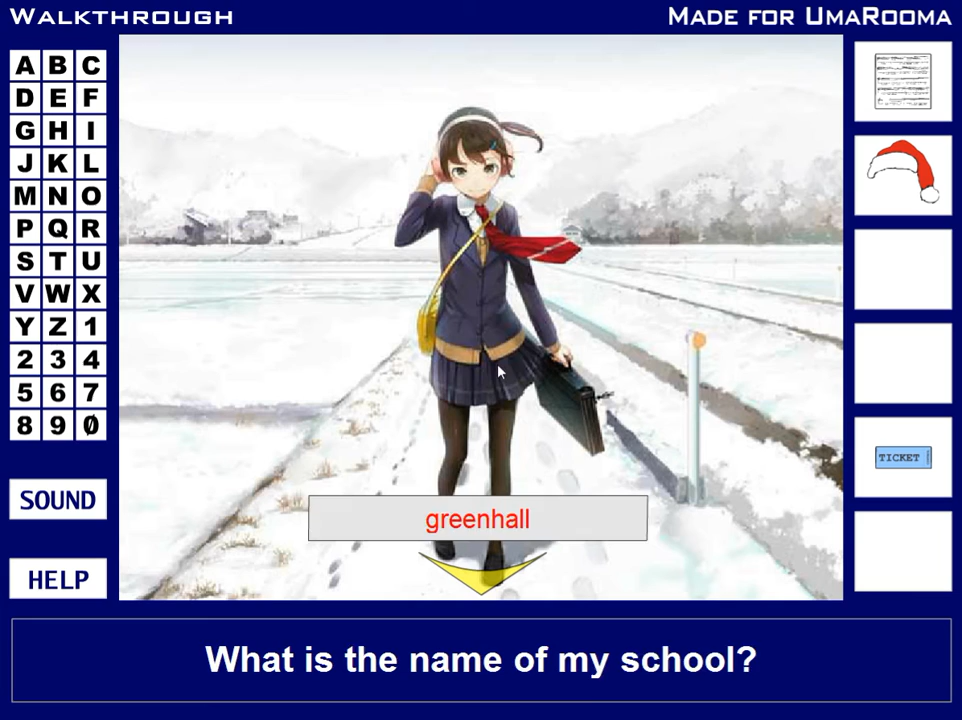 WALKTHROUGH
MADE FOR UMAROOMA
A B C
D E F
G H I
J K L
M N O
P Q R
S T U
V W X
Y Z 1
2 3 4
5 6 7
8 9 0
SOUND
HELP
TICKET
greenhall
What is the name of my school?